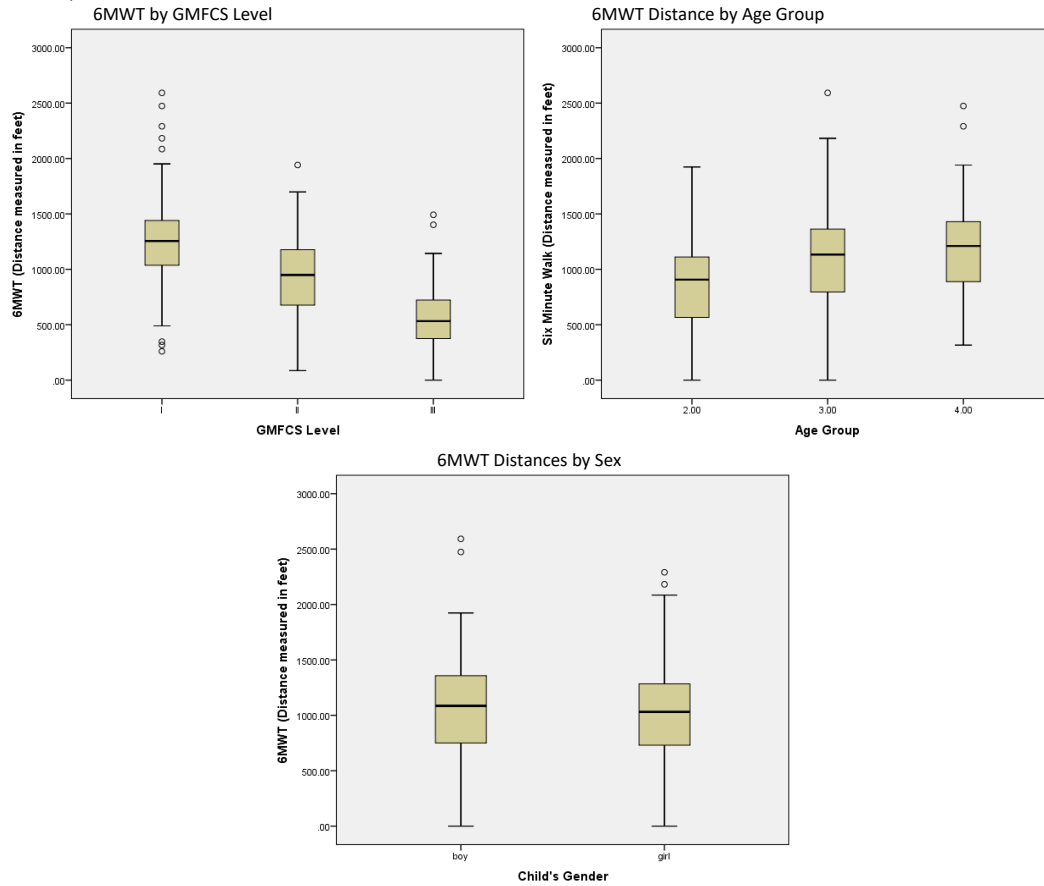 6MWT by GMFCS Level
3000.00
2500.00
2000.00
1500.00
1000.00
500.00
.00
6MWT (Distance measured in feet)
I
II
III
GMFCS Level
6MWT Distance by Age Group
3000.00
2500.00
2000.00
1500.00
1000.00
500.00
.00
Six Minute Walk (Distance measured in feet)
2.00
3.00
4.00
Age Group
6MWT Distances by Sex
3000.00
2500.00
2000.00
1500.00
1000.00
500.00
.00
6MWT (Distance measured in feet)
boy
girl
Child's Gender